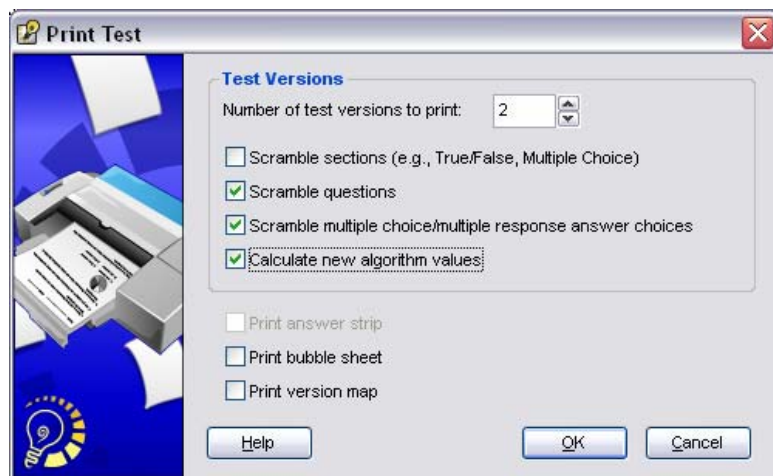 Print Test
Test Versions
Number of test versions to print: 2
Scramble sections (e.g., True/False, Multiple Choice)
Scramble questions
Scramble multiple choice/multiple response answer choices
Calculate new algorithm values
Print answer strip
Print bubble sheet
Print version map
Help OK Cancel